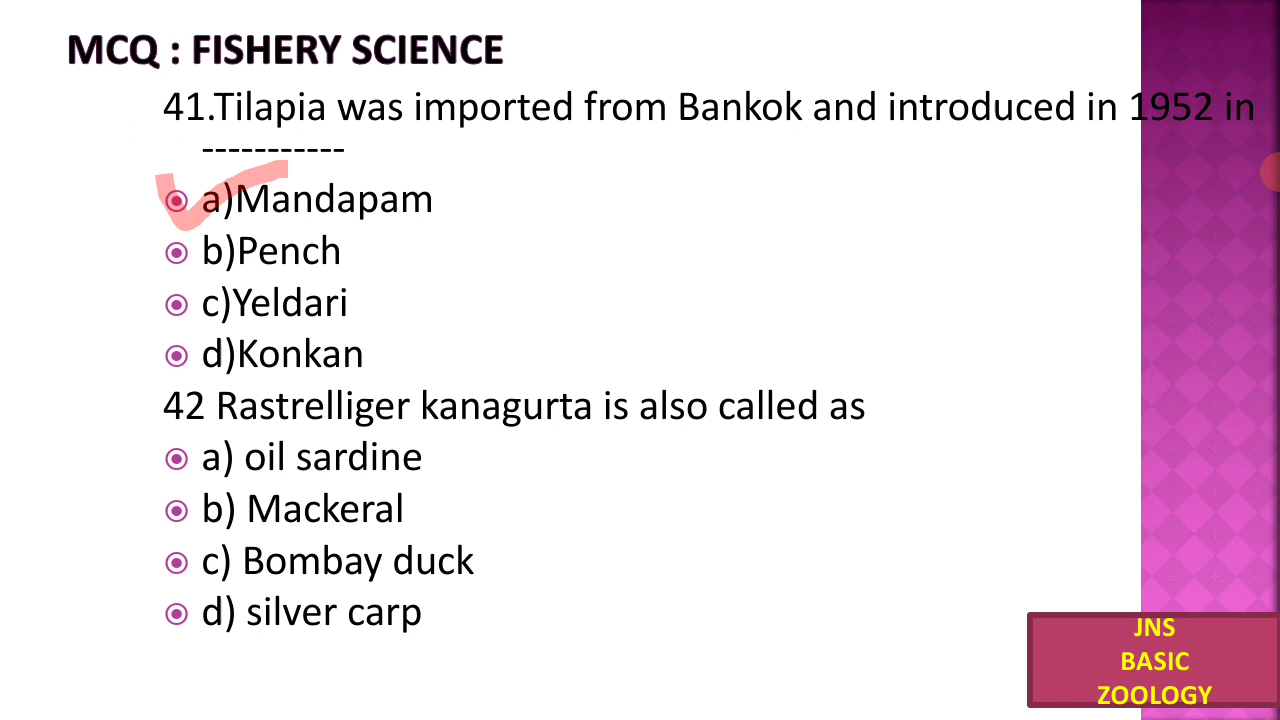 MCQ : FISHERY SCIENCE
41.Tilapia was imported from Bankok and introduced in 1952 in
-----------
a)Mandapam
b)Pench
c)Yeldari
d)Konkan
42 Rastrelliger kanagurta is also called as
a) oil sardine
b) Mackeral
c) Bombay duck
d) silver carp
JNS
BASIC
ZOOLOGY